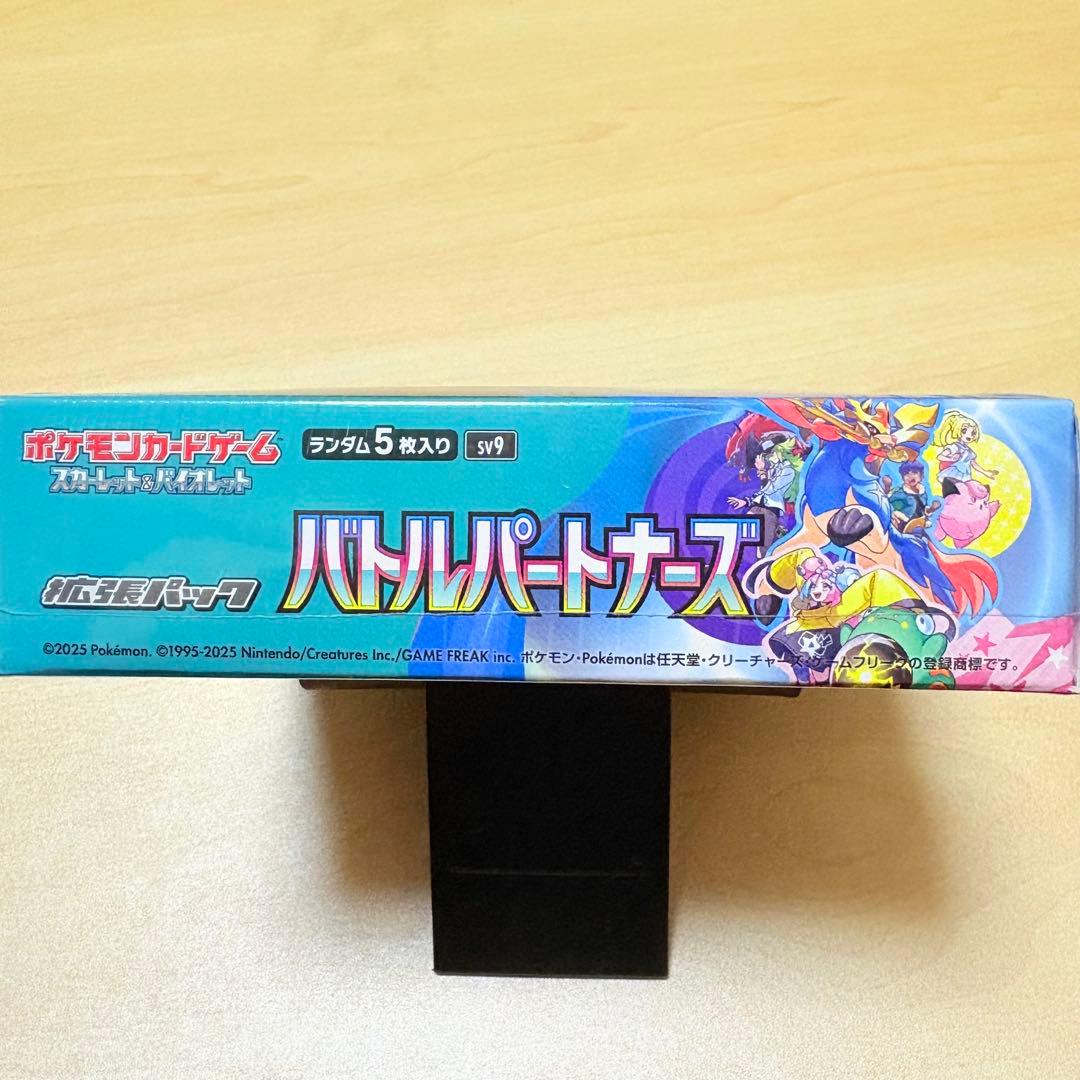 ポケモンカードゲーム
スカーレット&バイオレット
ランダム5枚入り SV9
バトルパートナーズ
拡張パック
©2025 Pokémon. ©1995-2025 Nintendo/Creatures Inc./GAME FREAK inc. ポケモン・Pokémonは任天堂・クリーチャーズ・ゲームフリークの登録商標です。